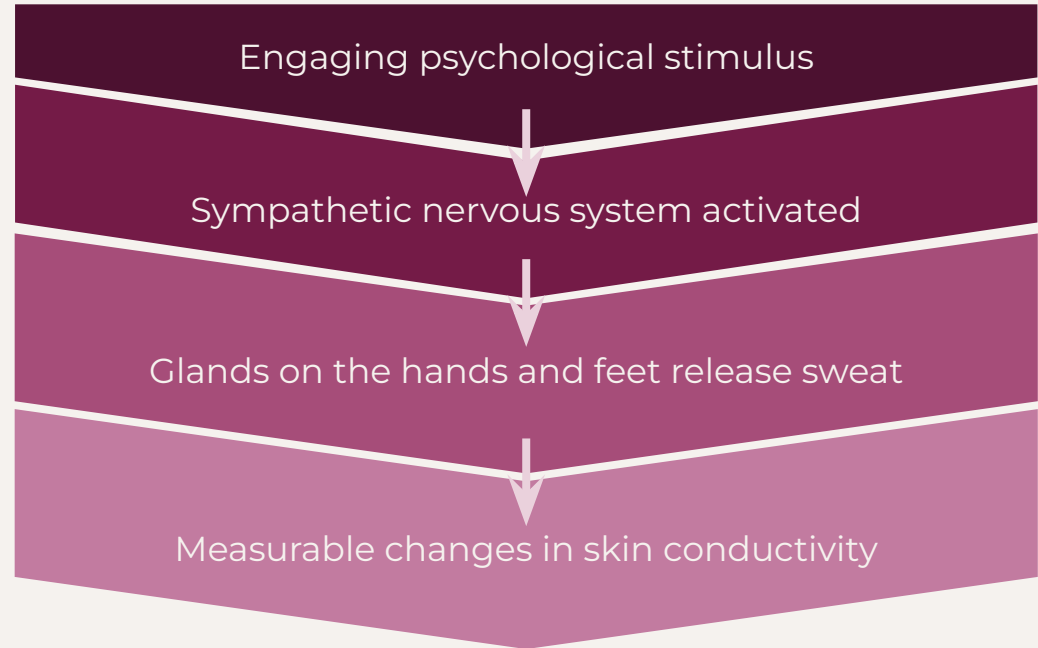 Engaging psychological stimulus
Sympathetic nervous system activated
Glands on the hands and feet release sweat
Measurable changes in skin conductivity